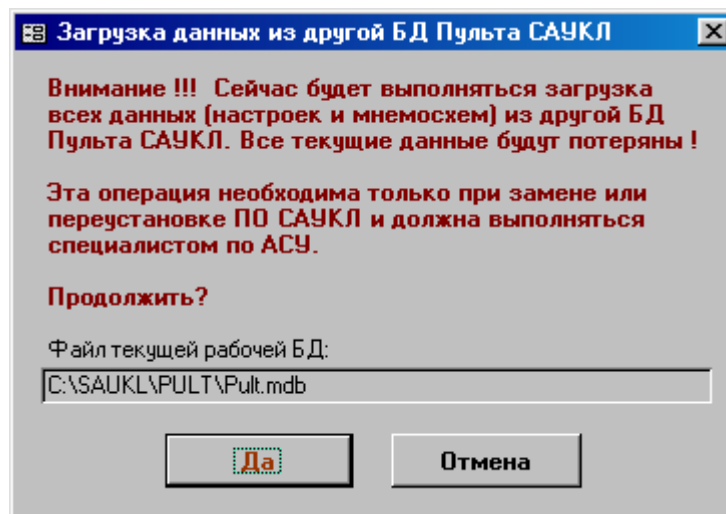 Загрузка данных из другой БД Пульта САУКЛ
Внимание !!! Сейчас будет выполняться загрузка
всех данных (настроек и мнемосхем) из другой БД
Пульта САУКЛ. Все текущие данные будут потеряны !
Эта операция необходима только при замене или
переустановке ПО САУКЛ и должна выполняться
специалистом по АСУ.
Продолжить?
Файл текущей рабочей БД:
C:\SAUKL\PULT\Pult.mdb
Да Отмена